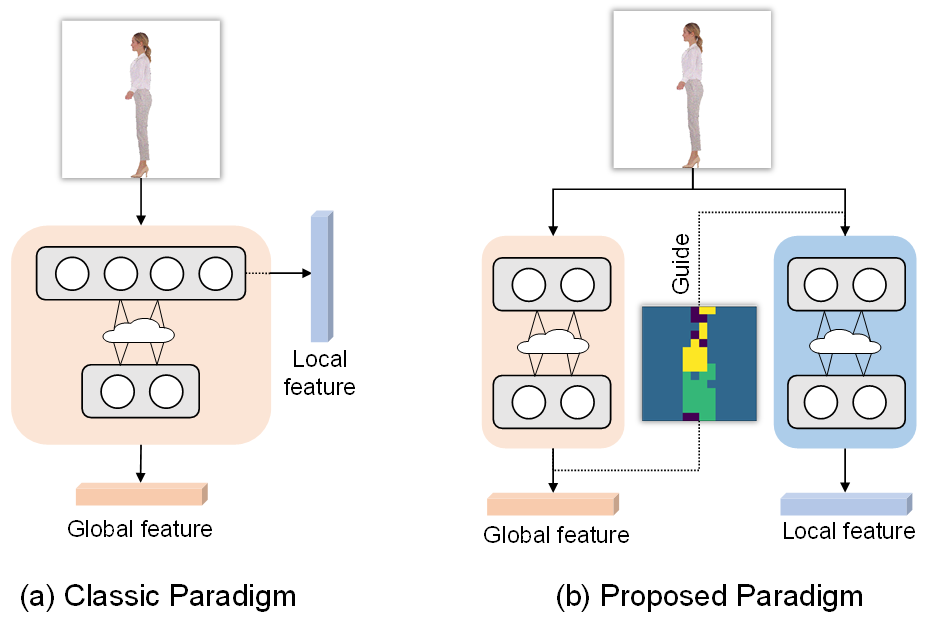 Guide
Local
feature
Global feature
Global feature
Local feature
(a) Classic Paradigm
(b) Proposed Paradigm